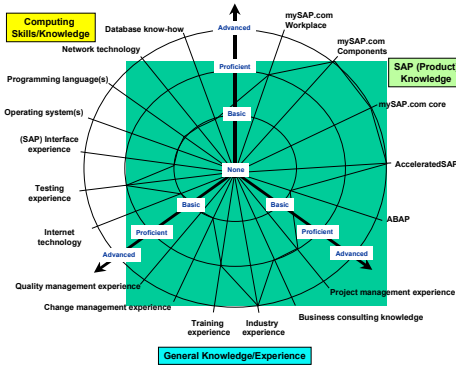 Computing
Skills/Knowledge
Database know-how
Network technology
Programming language(s)
Operating system(s)
(SAP) Interface
experience
Testing
experience
Internet
technology
Advanced
Proficient
Basic
None
Basic
Proficient
Advanced
Basic
Proficient
Advanced
mySAP.com
Workplace
mySAP.com
Components
SAP (Product)
Knowledge
mySAP.com core
AcceleratedSAP
ABAP
Project management experience
Business consulting knowledge
Industry
experience
Training
experience
Change management experience
Quality management experience
General Knowledge/Experience